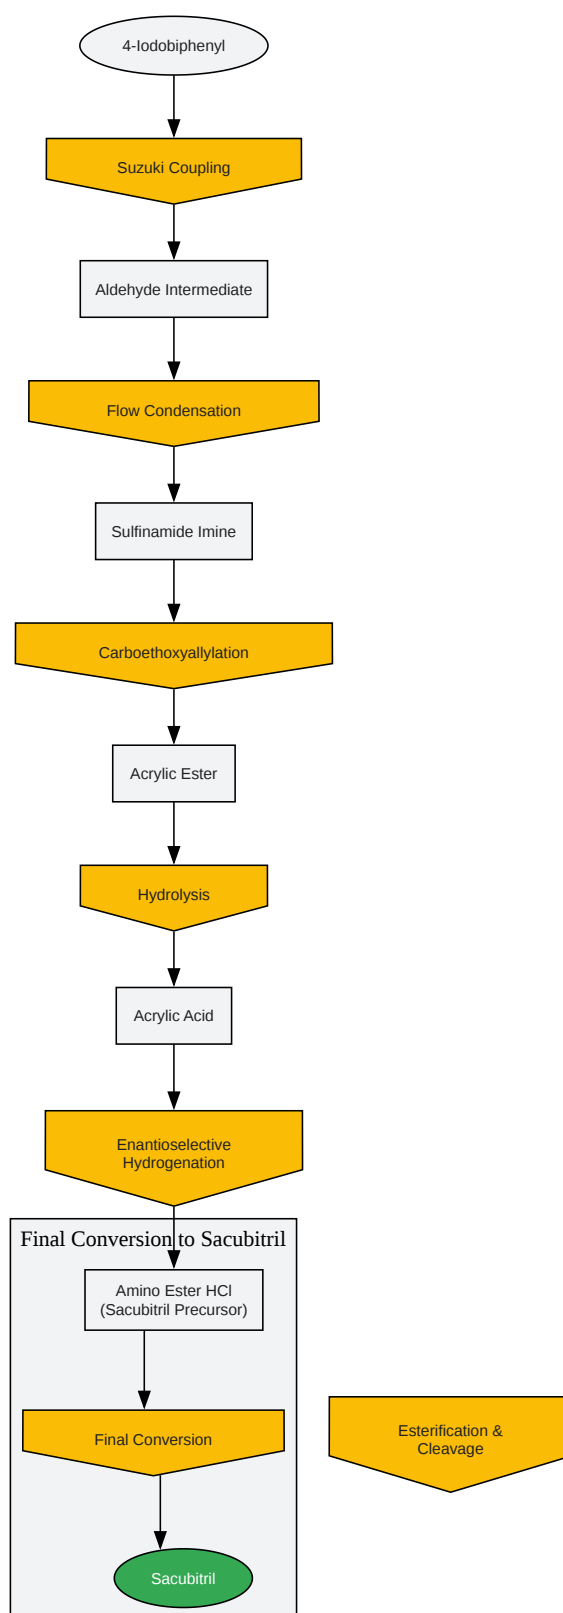 4-Iodobiphenyl
Suzuki Coupling
Aldehyde Intermediate
Flow Condensation
Sulfinamide Imine
Carboethoxyallylation
Acrylic Ester
Hydrolysis
Acrylic Acid
Enantioselective
Hydrogenation
Final Conversion to Sacubitril
Amino Ester HCl
(Sacubitril Precursor)
Final Conversion
Esterification &
Cleavage
Sacubitril